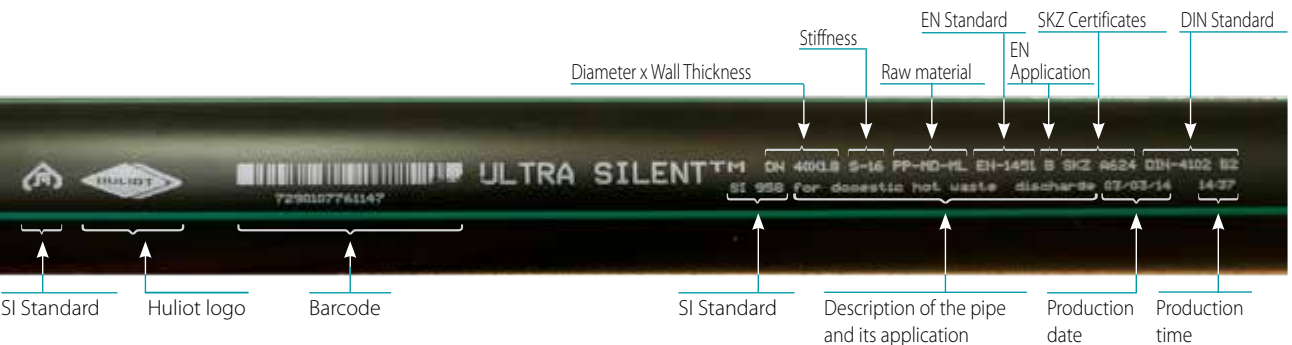 EN Standard SKZ Certificates DIN Standard
Stiffness EN
Diameter x Wall Thickness Raw material Application
HULIOT ULTRA SILENT™ DN 40X1.8 S-16 PP-MD-ML EN-1451 B SKZ A624 DIN-4102 B2
7290107761147 SI 958 for domestic hot waste discharge 03/03/14 14:37
SI Standard Huliot logo Barcode SI Standard Description of the pipe Production Production
and its application date time